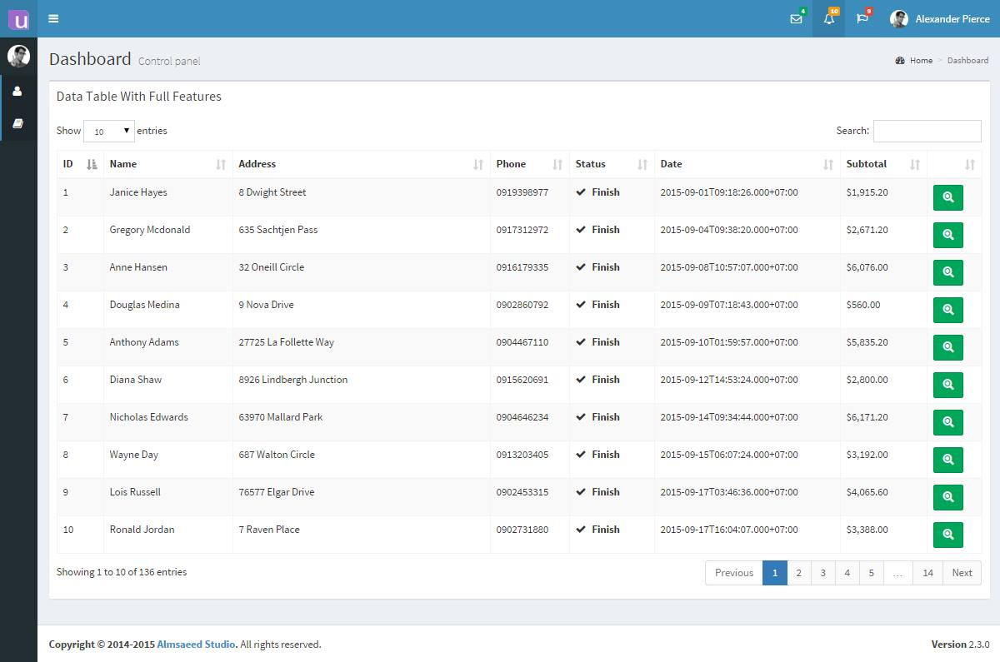 u 4 10 9 Alexander Pierce
Dashboard Control panel Home > Dashboard
Data Table With Full Features
Show 10 entries Search:
ID Name Address Phone Status Date Subtotal
1 Janice Hayes 8 Dwight Street 0919398977 Finish 2015-09-01T09:18:26.000+07:00 $1,915.20
2 Gregory Mcdonald 635 Sachtjen Pass 0917312972 Finish 2015-09-04T09:38:20.000+07:00 $2,671.20
3 Anne Hansen 32 Oneill Circle 0916179335 Finish 2015-09-08T10:57:07.000+07:00 $6,076.00
4 Douglas Medina 9 Nova Drive 0902860792 Finish 2015-09-09T07:18:43.000+07:00 $560.00
5 Anthony Adams 27725 La Follette Way 0904467110 Finish 2015-09-10T01:59:57.000+07:00 $5,835.20
6 Diana Shaw 8926 Lindbergh Junction 0915620691 Finish 2015-09-12T14:53:24.000+07:00 $2,800.00
7 Nicholas Edwards 63970 Mallard Park 0904646234 Finish 2015-09-14T09:34:44.000+07:00 $6,171.20
8 Wayne Day 687 Walton Circle 0913203405 Finish 2015-09-15T06:07:24.000+07:00 $3,192.00
9 Lois Russell 76577 Elgar Drive 0902453315 Finish 2015-09-17T03:46:36.000+07:00 $4,065.60
10 Ronald Jordan 7 Raven Place 0902731880 Finish 2015-09-17T16:04:07.000+07:00 $3,388.00
Showing 1 to 10 of 136 entries Previous 1 2 3 4 5 … 14 Next
Copyright © 2014-2015 Almsaeed Studio. All rights reserved. Version 2.3.0